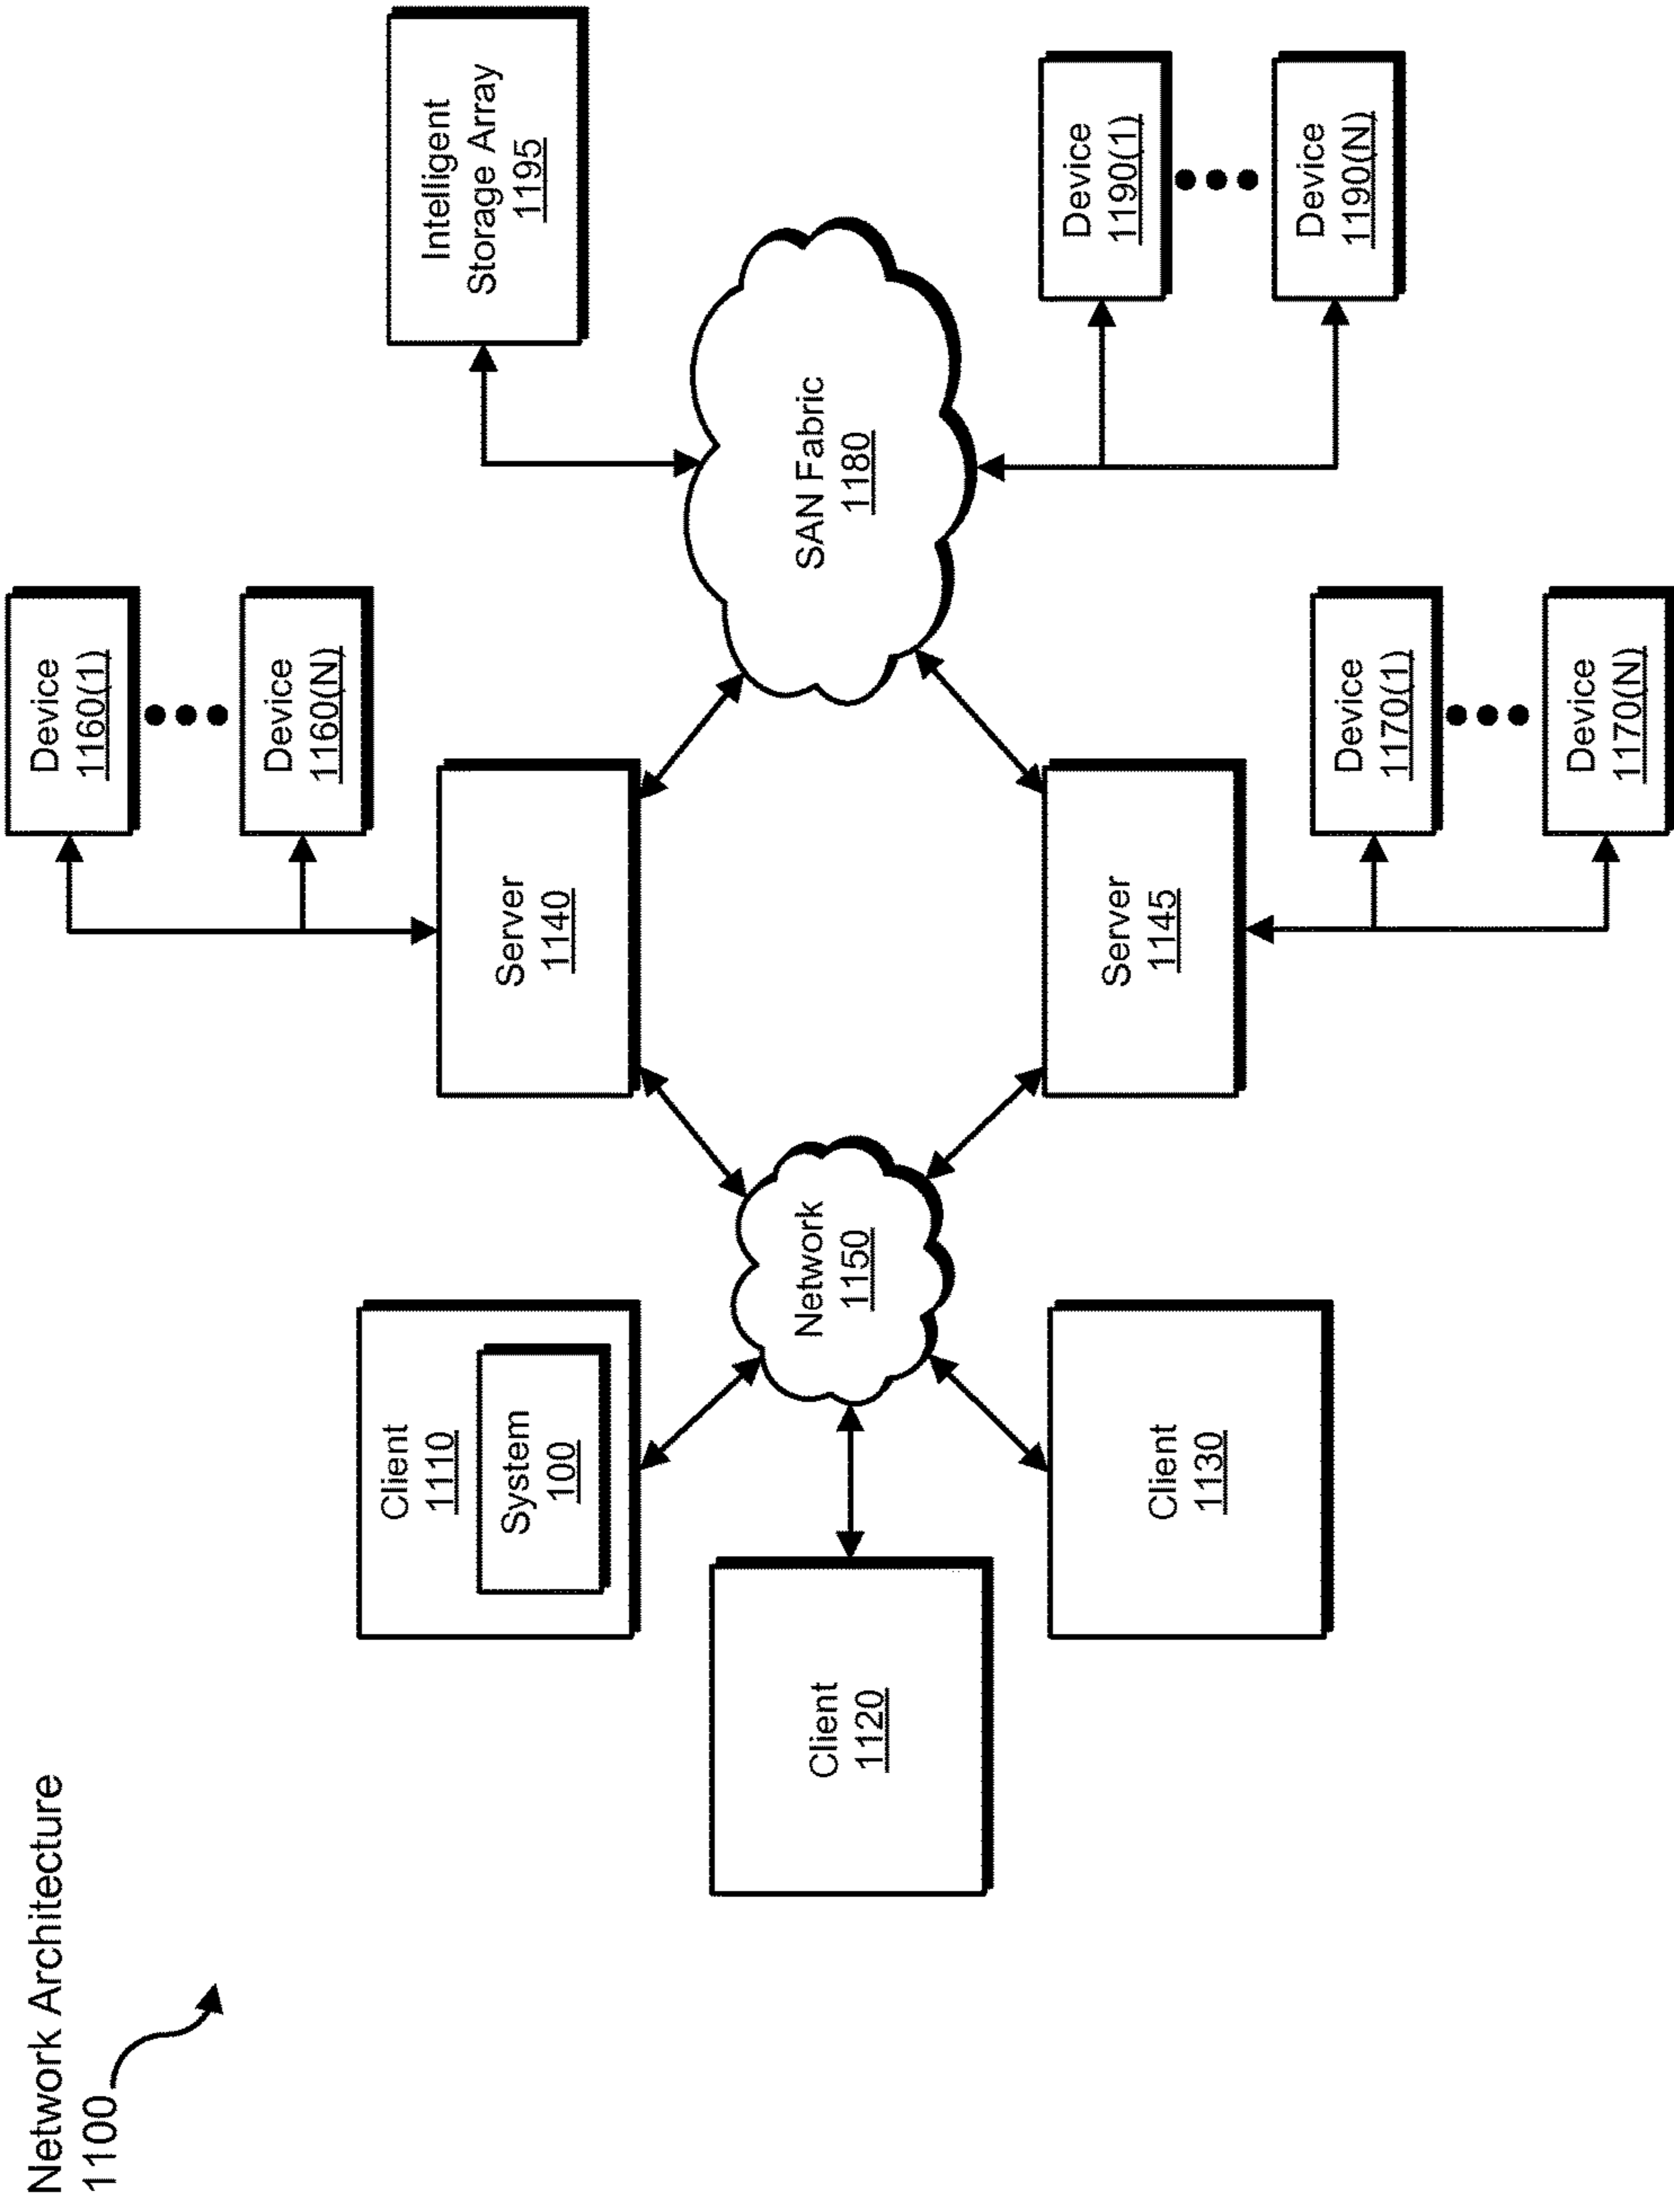 Network Architecture
1100
Client
1110
System
100
Client
1120
Client
1130
Network
1150
Server
1140
Server
1145
Device
1160(1)
Device
1160(N)
Device
1170(1)
Device
1170(N)
SAN Fabric
1180
Intelligent
Storage Array
1195
Device
1190(1)
Device
1190(N)